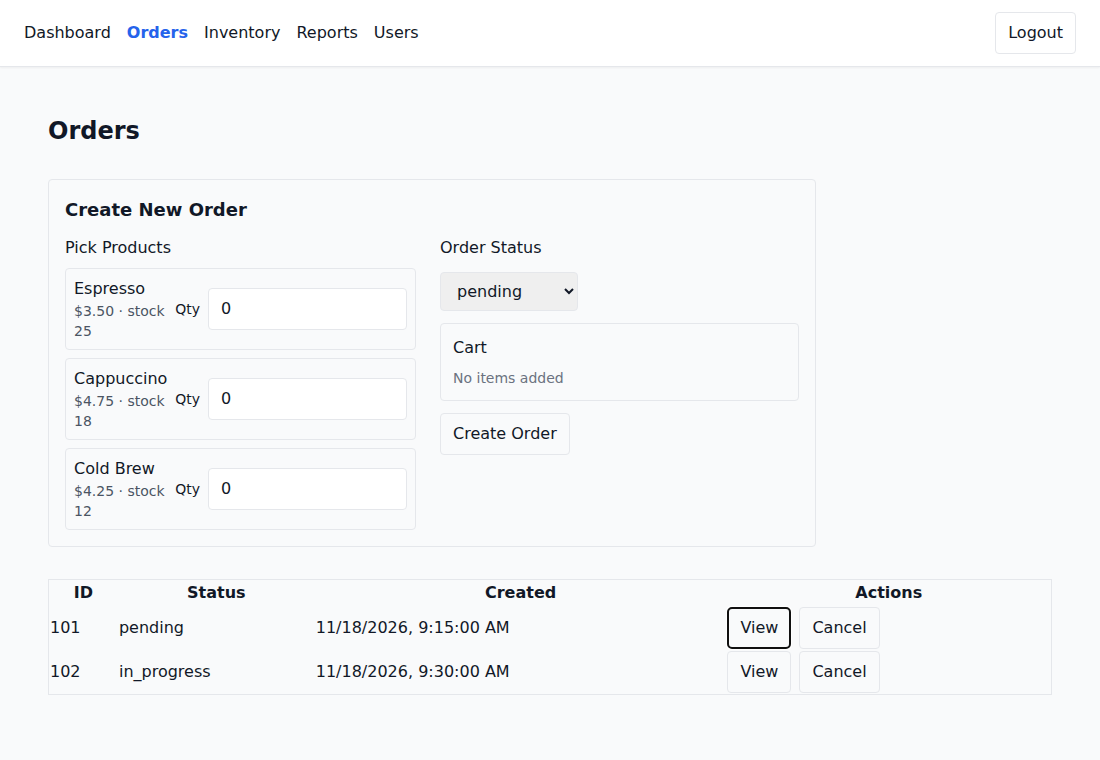 Dashboard Orders Inventory Reports Users Logout
Orders
Create New Order
Pick Products
Espresso
$3.50 · stock
25
Qty 0
Cappuccino
$4.75 · stock
18
Qty 0
Cold Brew
$4.25 · stock
12
Qty 0
Order Status
pending
Cart
No items added
Create Order
ID Status Created Actions
101 pending 11/18/2026, 9:15:00 AM View Cancel
102 in_progress 11/18/2026, 9:30:00 AM View Cancel